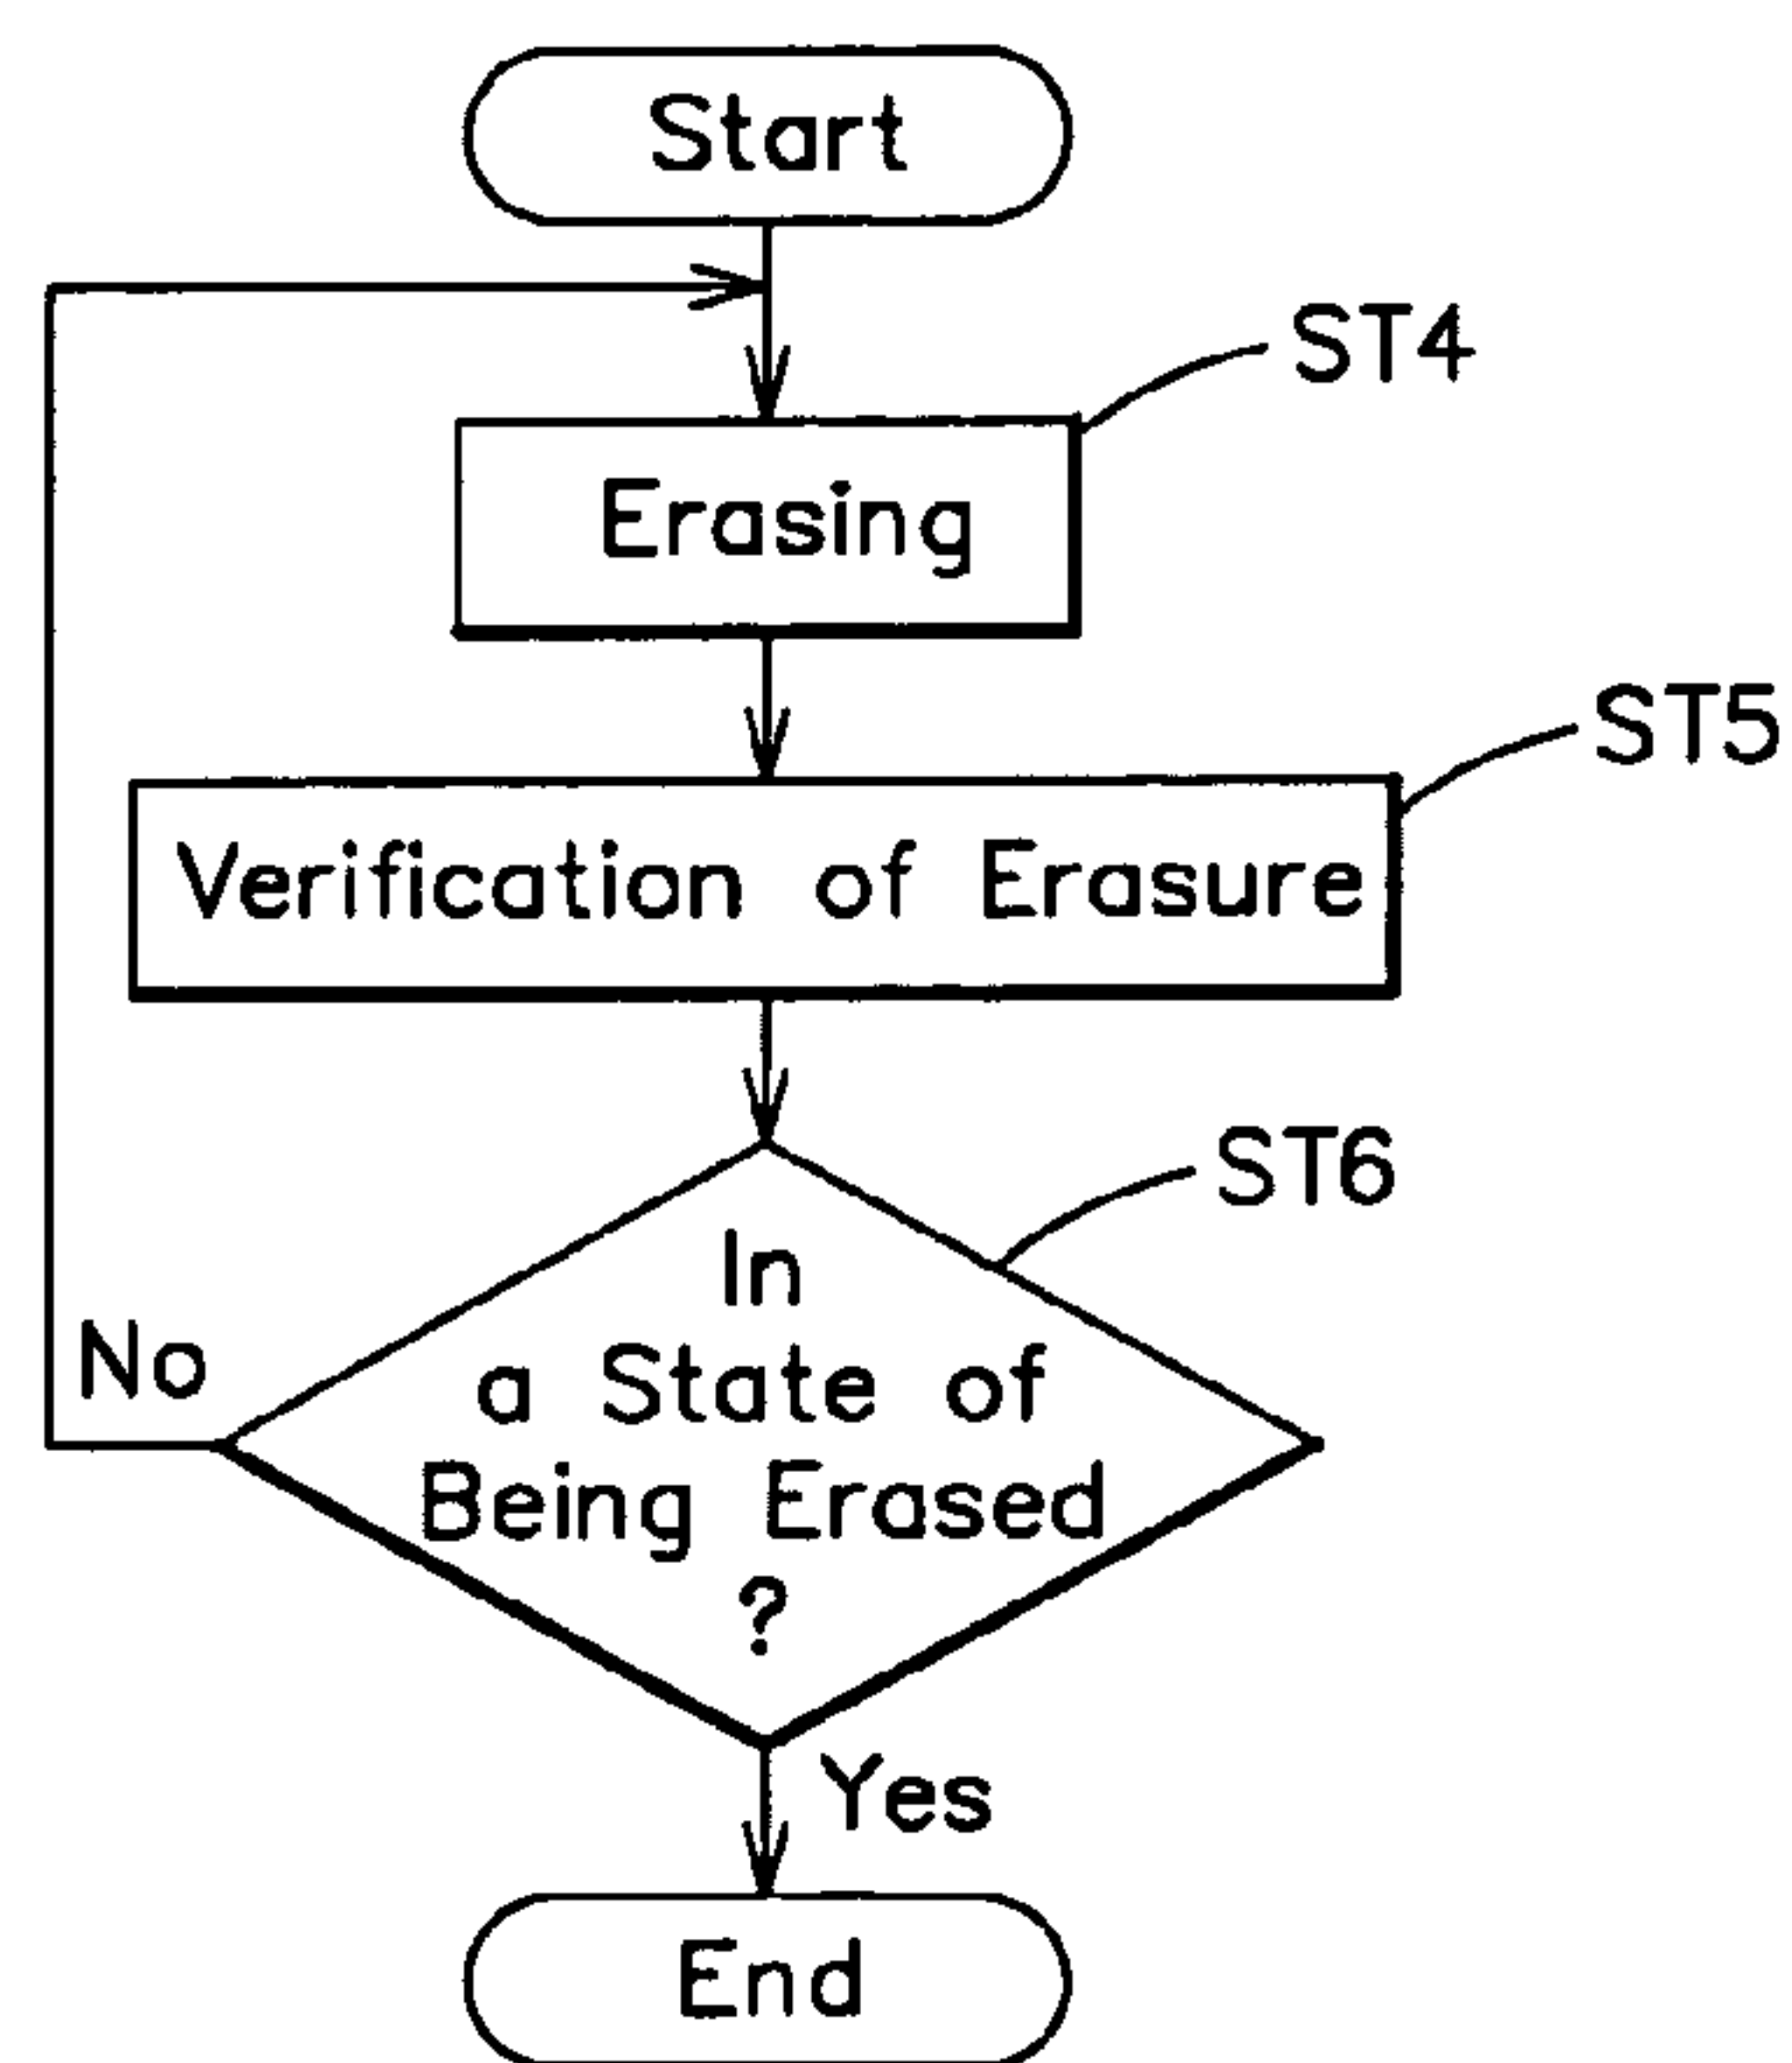 Start
ST4
Erasing
ST5
Verification of Erasure
ST6
In
a State of
Being Erased
?
No
Yes
End